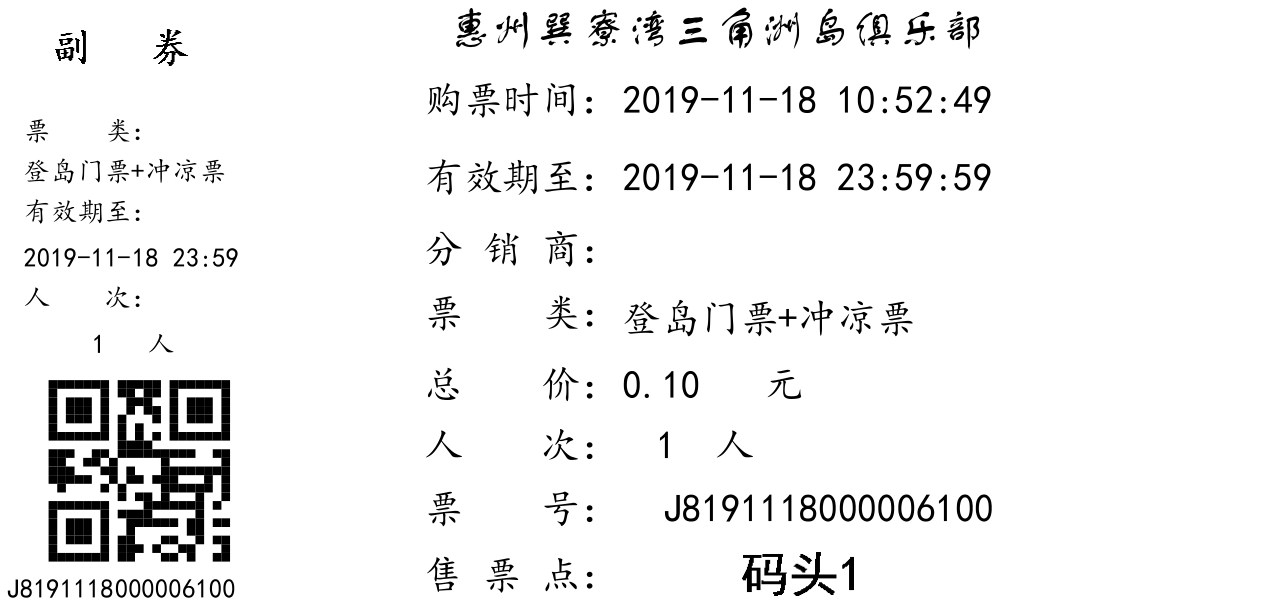 副 券
票 类:
登岛门票+冲凉票
有效期至:
2019-11-18 23:59
人 次:
1 人
J8191118000006100
惠州巽寮湾三角洲岛俱乐部
购票时间: 2019-11-18 10:52:49
有效期至: 2019-11-18 23:59:59
分 销 商:
票 类: 登岛门票+冲凉票
总 价: 0.10 元
人 次: 1 人
票 号: J8191118000006100
售 票 点: 码头1